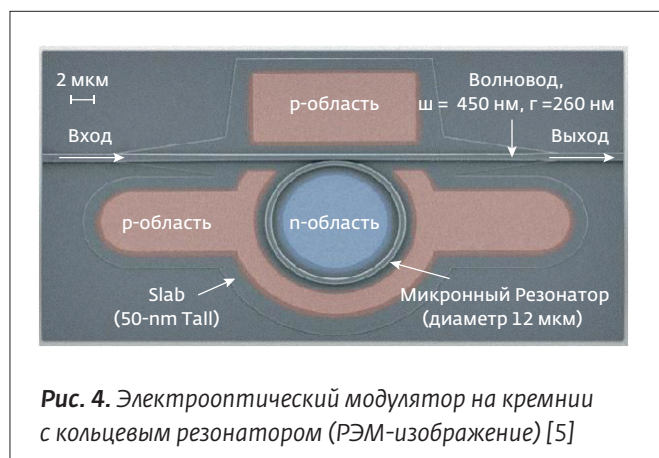 2 мкм
Волновод,
ш = 450 нм, г =260 нм
p-область
Вход
Выход
p-область
n-область
Slab
(50-nm Tall)
Микронный Резонатор
(диаметр 12 мкм)
Рис. 4. Электрооптический модулятор на кремнии
с кольцевым резонатором (РЭМ-изображение) [5]